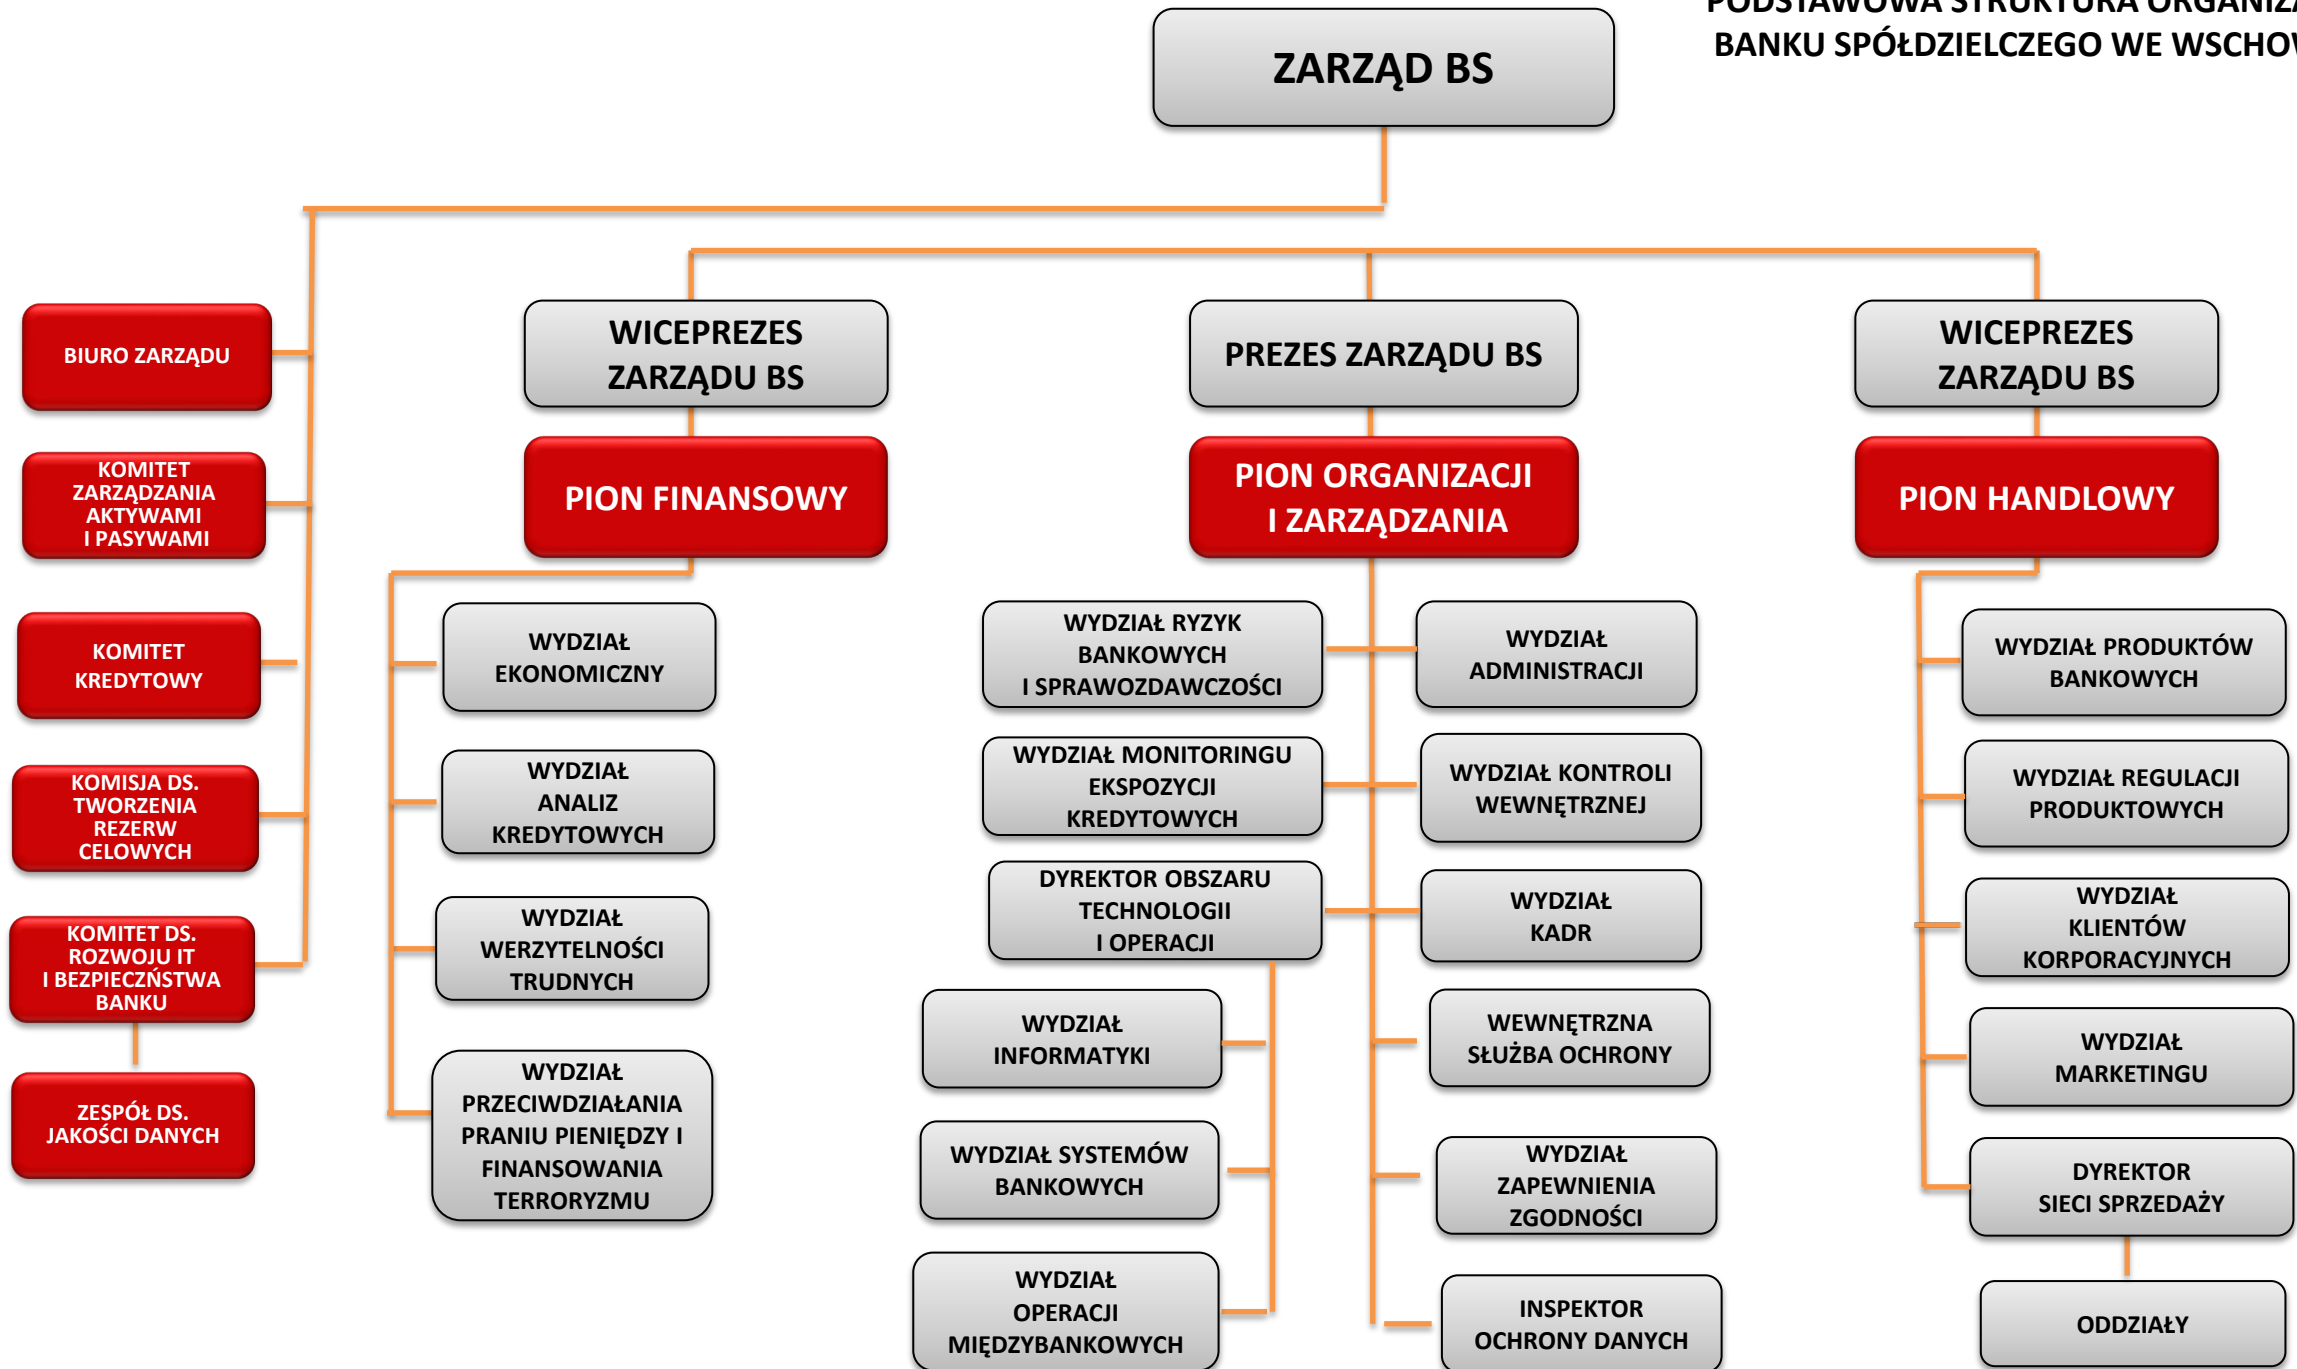 PODSTAWOWA STRUKTURA
BANKU SPÓŁDZIELCZEGO WE
ZARZĄD BS
BIURO ZARZĄDU
KOMITET
ZARZĄDZANIA
AKTYWAMI
I PASYWAMI
KOMITET
KREDYTOWY
KOMISJA DS.
TWORZENIA
REZERW
CELOWYCH
KOMITET DS.
ROZWOJU IT
I BEZPIECZŃSTWA
BANKU
ZESPÓŁ DS.
JAKOŚCI DANYCH
WICEPREZES
ZARZĄDU BS
PION FINANSOWY
WYDZIAŁ
EKONOMICZNY
WYDZIAŁ
ANALIZ
KREDYTOWYCH
WYDZIAŁ
WERZYTELNOŚCI
TRUDNYCH
WYDZIAŁ
PRZECIWDZIAŁANIA
PRANIU PIENIĘDZY I
FINANSOWANIA
TERRORYZMU
PREZES ZARZĄDU BS
PION ORGANIZACJI
I ZARZĄDZANIA
WYDZIAŁ RYZYK
BANKOWYCH
I SPRAWOZDAWCZOŚCI
WYDZIAŁ MONITORINGU
EKSPOZYCJI
KREDYTOWYCH
DYREKTOR OBSZARU
TECHNOLOGII
I OPERACJI
WYDZIAŁ
INFORMATYKI
WYDZIAŁ SYSTEMÓW
BANKOWYCH
WYDZIAŁ
OPERACJI
MIĘDZYBANKOWYCH
WYDZIAŁ
ADMINISTRACJI
WYDZIAŁ KONTROLI
WEWNĘTRZNEJ
WYDZIAŁ
KADR
WEWNĘTRZNA
SŁUŻBA OCHRONY
WYDZIAŁ
ZAPEWNIENIA
ZGODNOŚCI
INSPEKTOR
OCHRONY DANYCH
WICEPREZES
ZARZĄDU BS
PION HANDLOWY
WYDZIAŁ PRODUKTÓW
BANKOWYCH
WYDZIAŁ REGULACJI
PRODUKTOWYCH
WYDZIAŁ
KLIENTÓW
KORPORACYJNYCH
WYDZIAŁ
MARKETINGU
DYREKTOR
SIECI SPRZEDAŻY
ODDZIAŁY